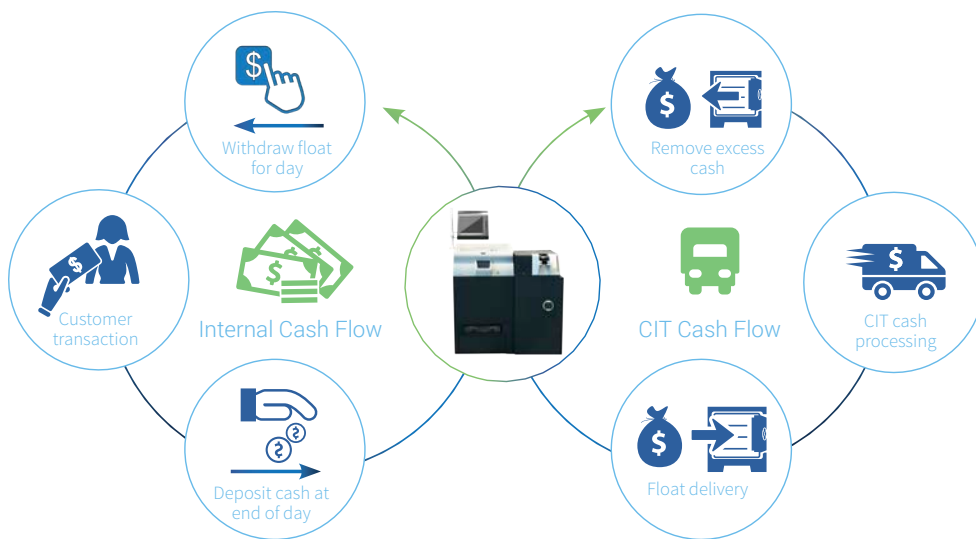 $
Withdraw float
for day
$
Customer
transaction
$
Internal Cash Flow
$
$
Deposit cash at
end of day
$
Remove excess
cash
CIT Cash Flow
$
CIT cash
processing
$
Float delivery